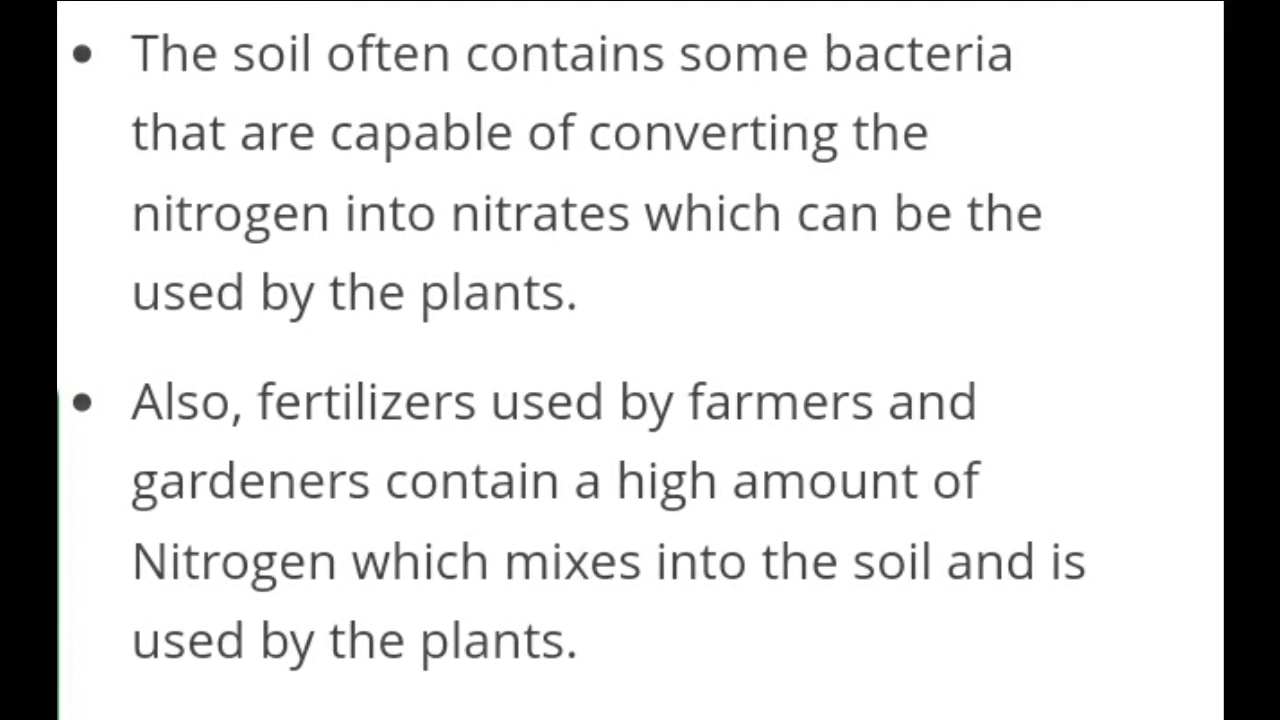 • The soil often contains some bacteria
that are capable of converting the
nitrogen into nitrates which can be the
used by the plants.
• Also, fertilizers used by farmers and
gardeners contain a high amount of
Nitrogen which mixes into the soil and is
used by the plants.